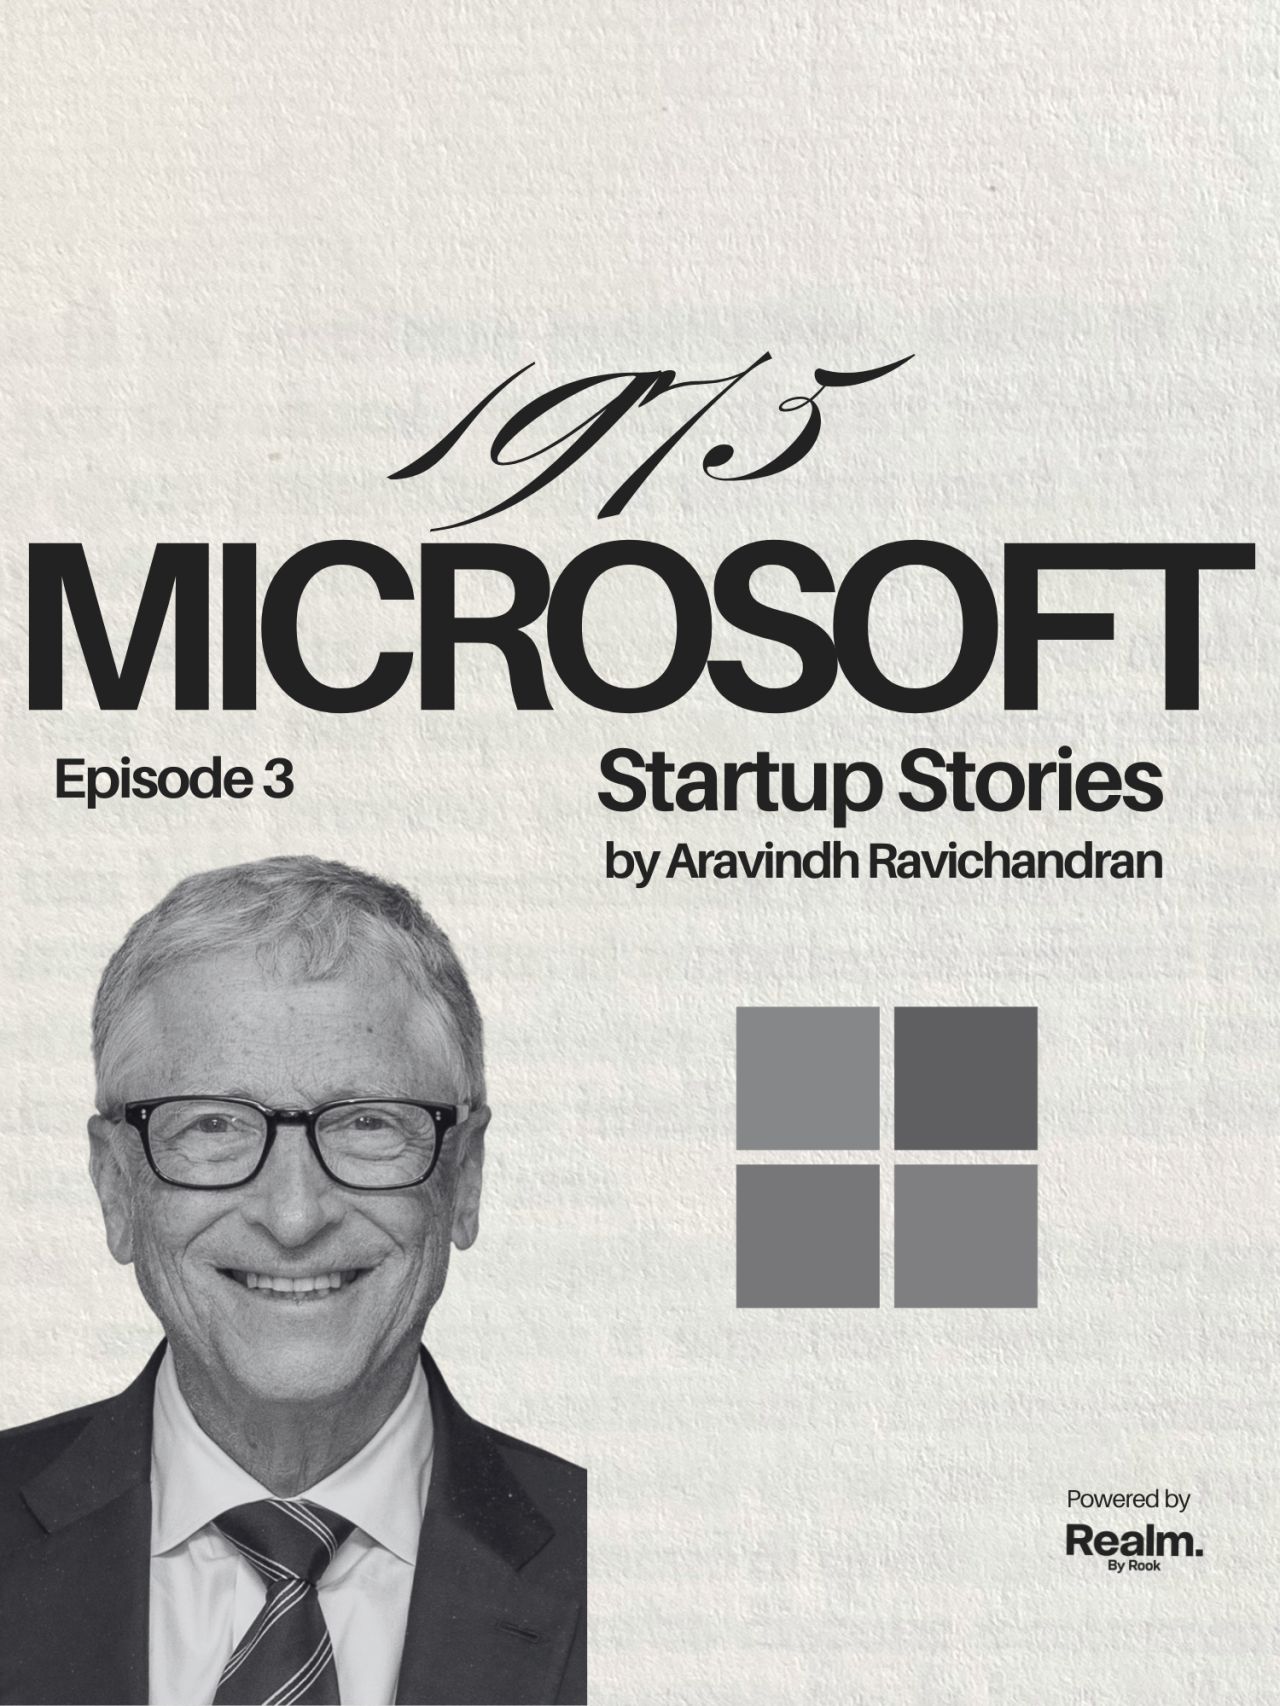 1975
MICROSOFT
Episode 3
Startup Stories
by Aravindh Ravichandran
Powered by
Realm.
By Rook